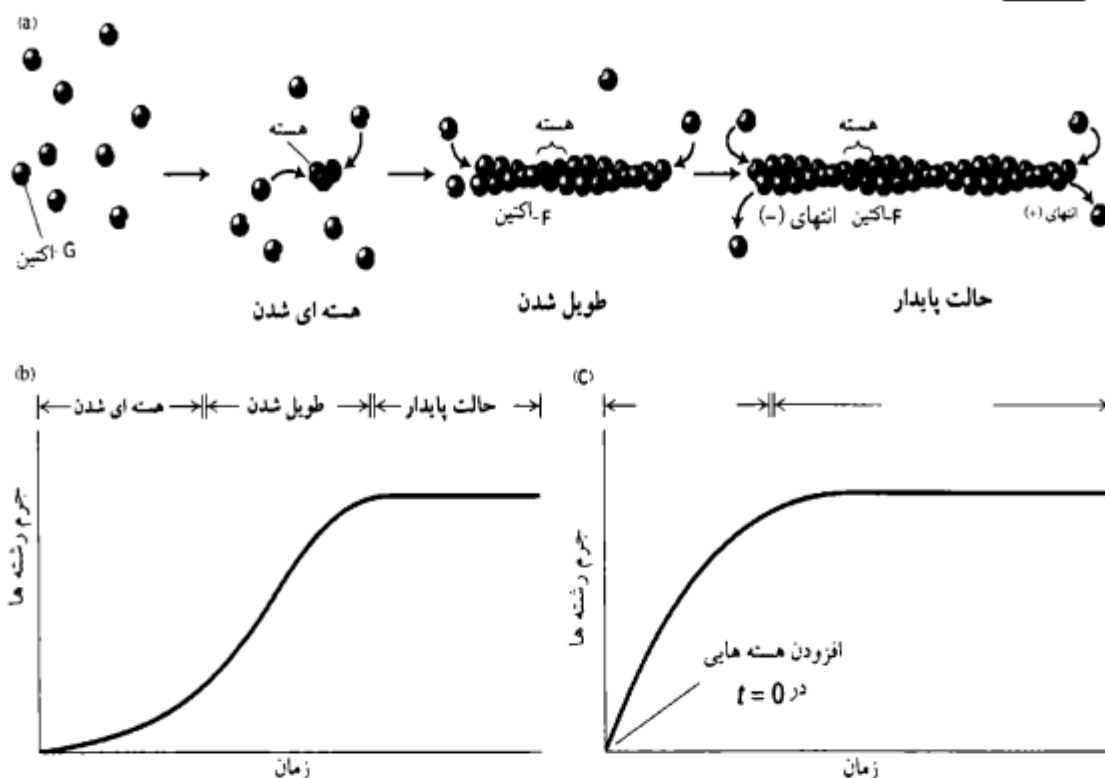 (a)
هسته
هسته
هسته
G-اکتین
F-اکتین
انتهای (-)
F-اکتین
انتهای (+)
هسته ای شدن
طویل شدن
حالت پایدار
(b)
هسته ای شدن
طویل شدن
حالت پایدار
جرم رشته ها
زمان
(C)
جرم رشته ها
افزودن هسته هایی
در t = 0
زمان